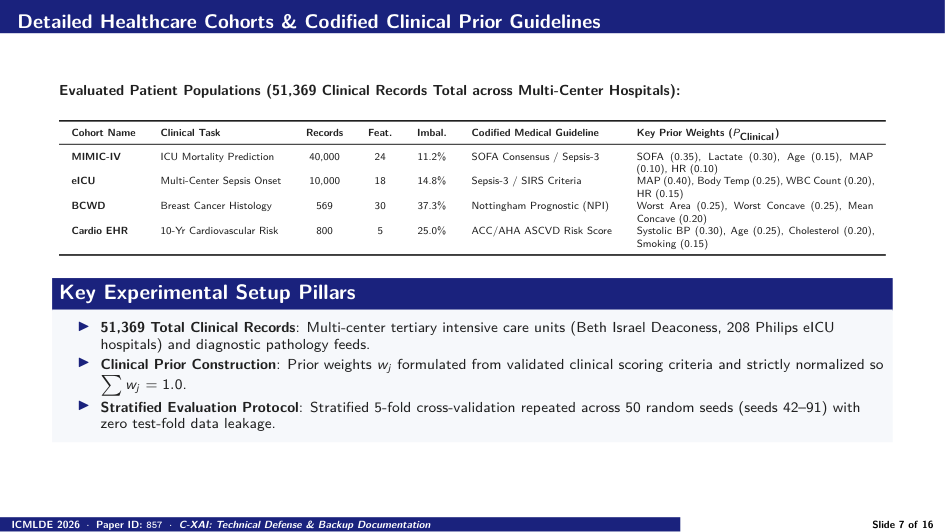 Detailed Healthcare Cohorts & Codified Clinical Prior Guidelines
Evaluated Patient Populations (51,369 Clinical Records Total across Multi-Center Hospitals):
Cohort Name Clinical Task Records Feat. Imbal. Codified Medical Guideline Key Prior Weights (P_Clinical)
MIMIC-IV ICU Mortality Prediction 40,000 24 11.2% SOFA Consensus / Sepsis-3 SOFA (0.35), Lactate (0.30), Age (0.15), MAP
(0.10), HR (0.10)
eICU Multi-Center Sepsis Onset 10,000 18 14.8% Sepsis-3 / SIRS Criteria MAP (0.40), Body Temp (0.25), WBC Count (0.20),
HR (0.15)
BCWD Breast Cancer Histology 569 30 37.3% Nottingham Prognostic (NPI) Worst Area (0.25), Worst Concave (0.25), Mean
Concave (0.20)
Cardio EHR 10-Yr Cardiovascular Risk 800 5 25.0% ACC/AHA ASCVD Risk Score Systolic BP (0.30), Age (0.25), Cholesterol (0.20),
Smoking (0.15)
Key Experimental Setup Pillars
▶ 51,369 Total Clinical Records: Multi-center tertiary intensive care units (Beth Israel Deaconess, 208 Philips eICU
hospitals) and diagnostic pathology feeds.
▶ Clinical Prior Construction: Prior weights w_j formulated from validated clinical scoring criteria and strictly normalized so
∑ w_j = 1.0.
▶ Stratified Evaluation Protocol: Stratified 5-fold cross-validation repeated across 50 random seeds (seeds 42–91) with
zero test-fold data leakage.
ICMLDE 2026 · Paper ID: 857 · C-XAI: Technical Defense & Backup Documentation Slide 7 of 16